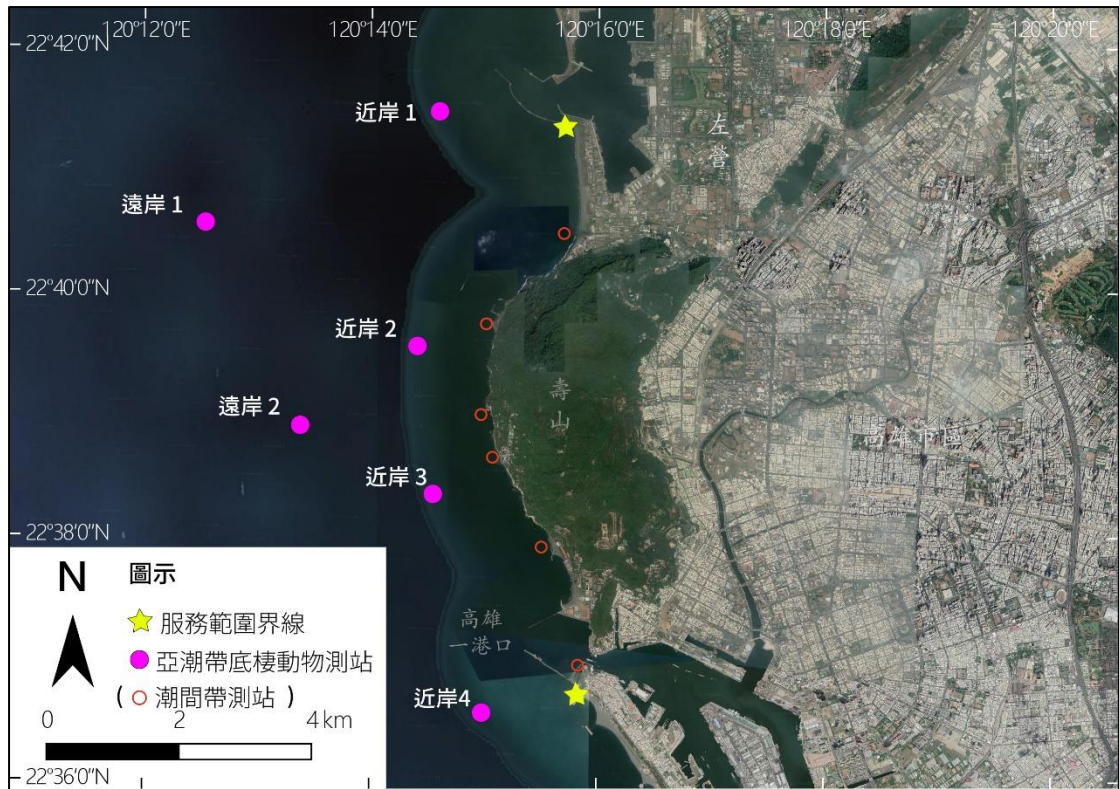 120°12'0"E
120°14'0"E
120°16'0"E
120°18'0"E
120°20'0"E
22°42'0"N
近岸 1
左營
遠岸 1
22°40'0"N
近岸 2
壽山
遠岸 2
高雄市區
近岸 3
22°38'0"N
高雄
一港口
近岸4
N
圖示
服務範圍界線
亞潮帶底棲動物測站
( 潮間帶測站 )
0 2 4 km
22°36'0"N